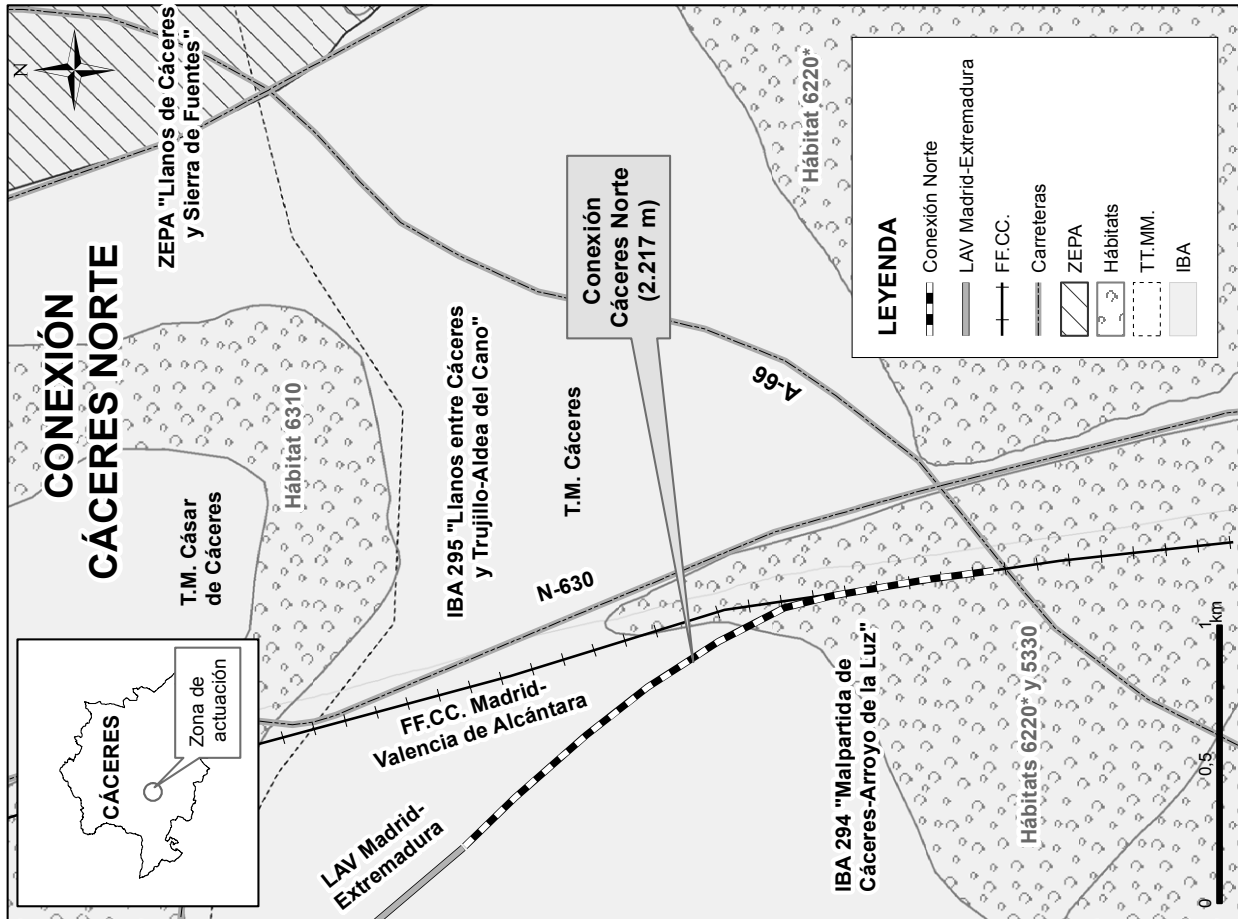 CONEXIÓN
CÁCERES NORTE
N
ZEPA "Llanos de Cáceres
y Sierra de Fuentes"
CÁCERES
Zona de
actuación
T.M. Cásar
de Cáceres
Hábitat 6310
IBA 295 "Llanos entre Cáceres
y Trujillo-Aldea del Cano"
N-630
T.M. Cáceres
Conexión
Cáceres Norte
(2.217 m)
A-66
Hábitat 6220*
FF.CC. Madrid-
Valencia de Alcántara
LAV Madrid-
Extremadura
IBA 294 "Malpartida de
Cáceres-Arroyo de la Luz"
Hábitats 6220* y 5330
LEYENDA
Conexión Norte
LAV Madrid-Extremadura
FF.CC.
Carreteras
ZEPA
Hábitats
TT.MM.
IBA
0
0,5
1
km